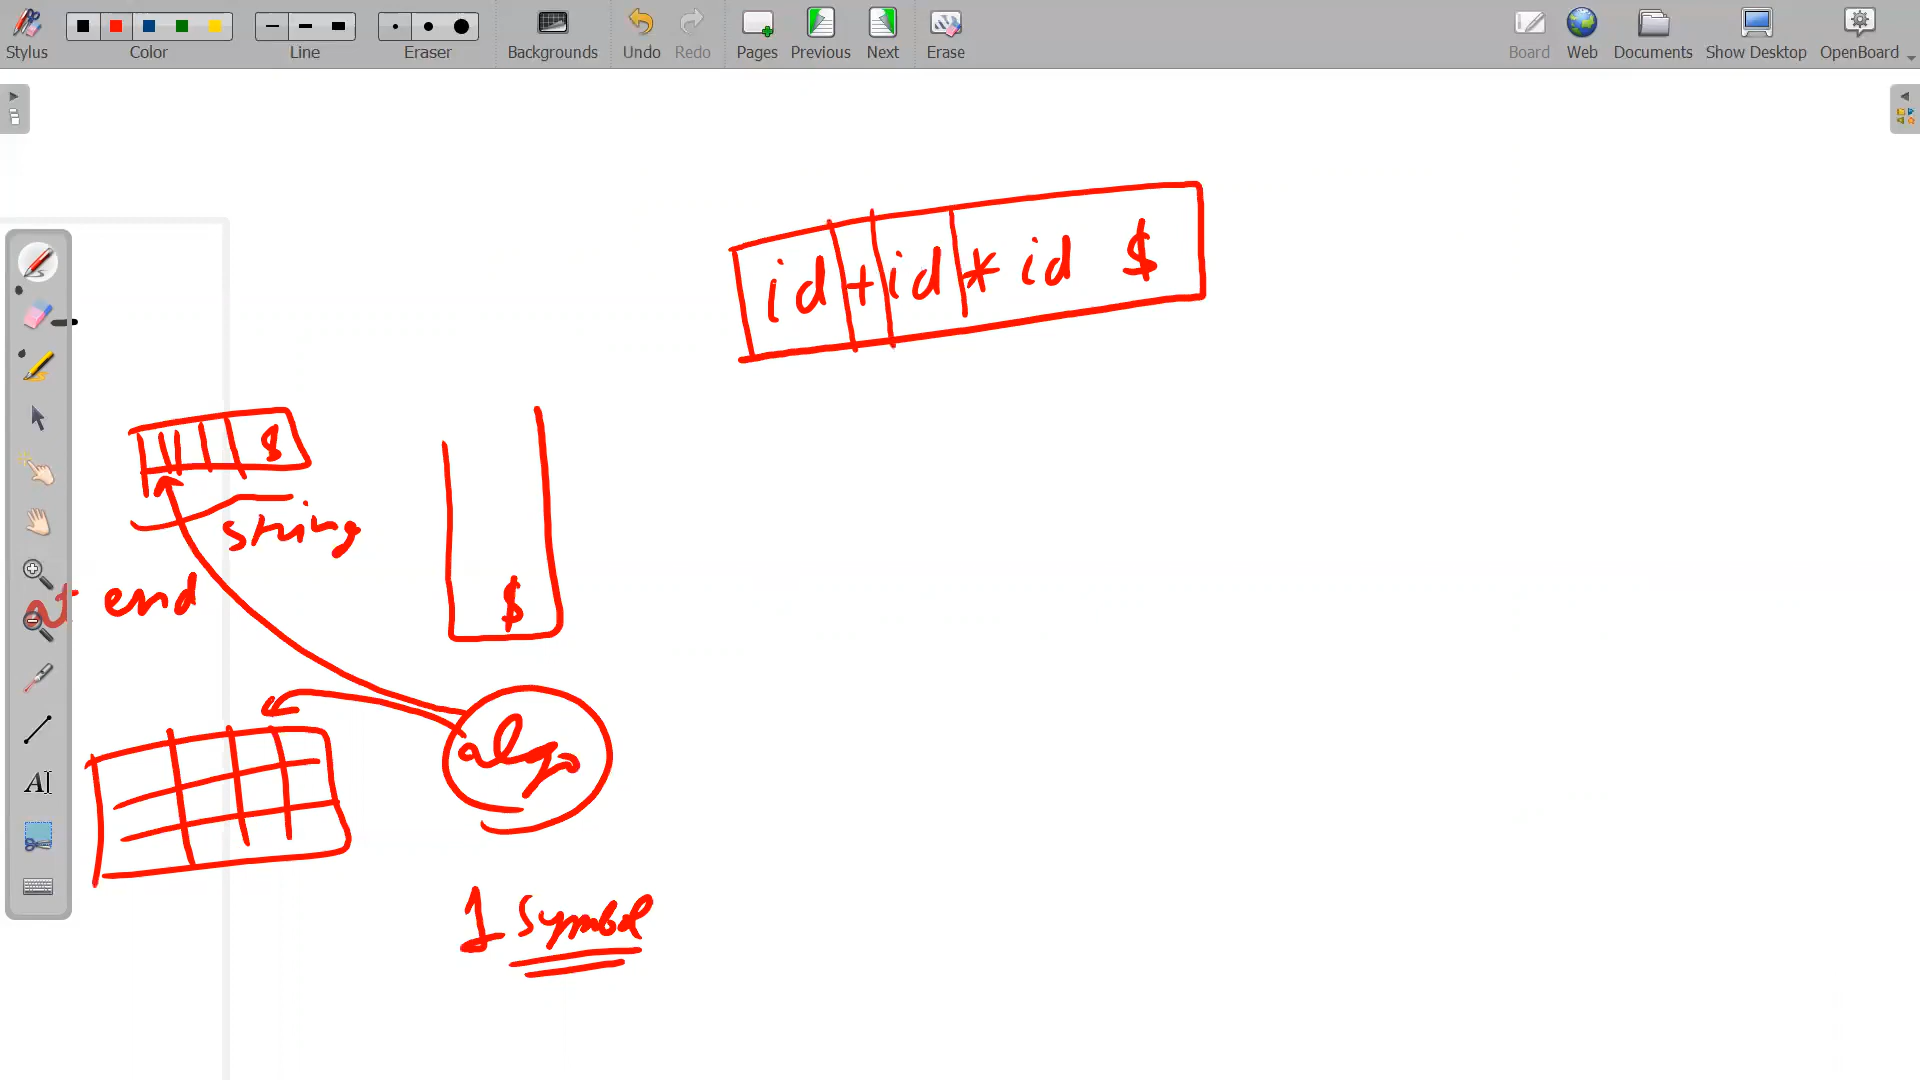 Stylus Color Line Eraser Backgrounds Undo Redo Pages Previous Next Erase Board Web Documents Show Desktop OpenBoard
id + id * id $
$
string
at end
$
algo
1 symbol
AI